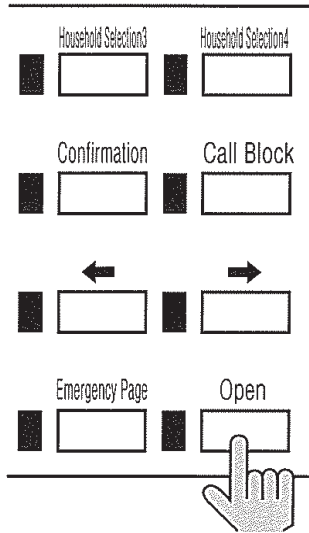 Household Selection3 Household Selection4
Confirmation Call Block
Emergency Page Open